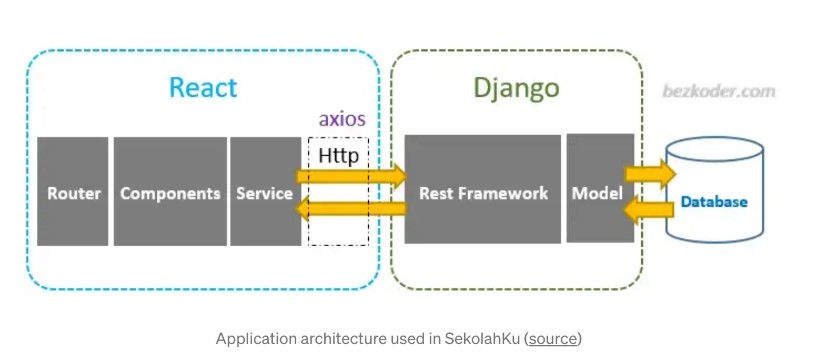 React
Django
bezkoder.com
axios
Http
Router
Components
Service
Rest Framework
Model
Database
Application architecture used in SekolahKu (source)